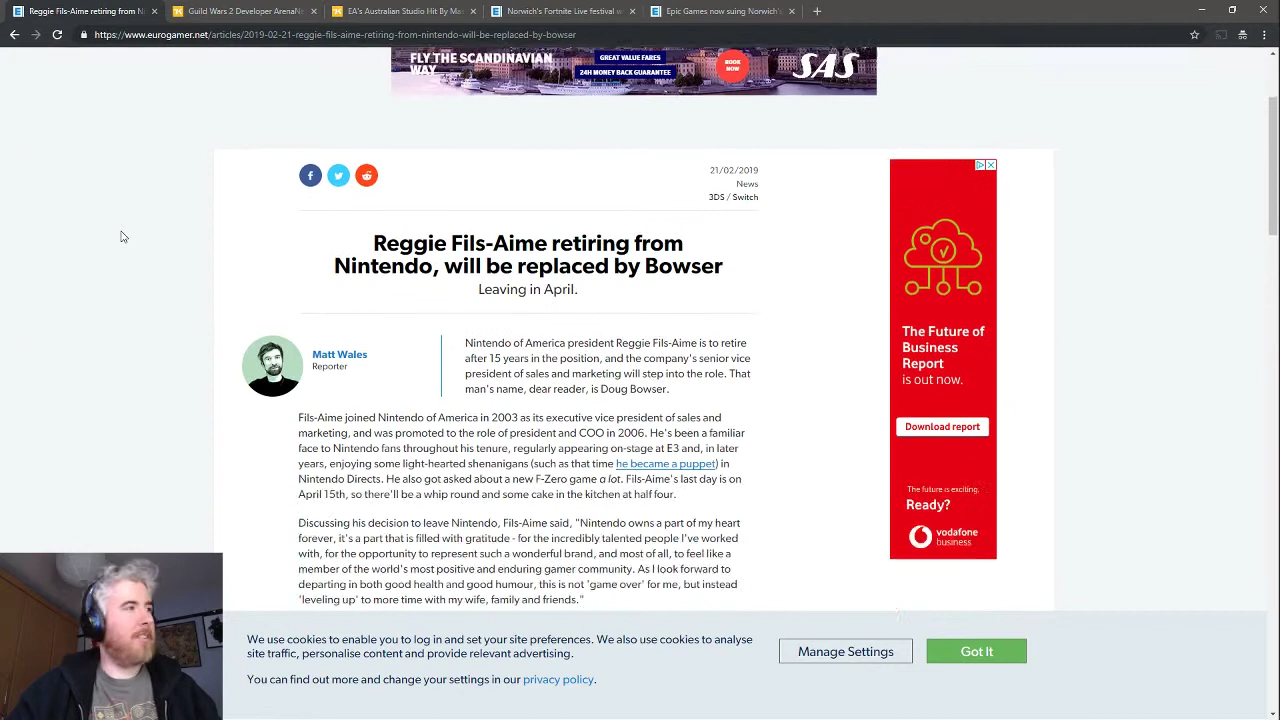 Reggie Fils-Aime retiring from N
Guild Wars 2 Developer ArenaNe
EA's Australian Studio Hit By Ma
Norwich's Fortnite Live festival w
Epic Games now using Norwich
https://www.eurogamer.net/articles/2019-02-21-reggie-fils-aime-retiring-from-nintendo-will-be-replaced-by-bowser
FLY THE SCANDINAVIAN
WAY
GREAT VALUE FARES
24H MONEY BACK GUARANTEE
BOOK
NOW
SAS
21/02/2019
News
3DS / Switch
Reggie Fils-Aime retiring from
Nintendo, will be replaced by Bowser
Leaving in April.
Matt Wales
Reporter
Nintendo of America president Reggie Fils-Aime is to retire
after 15 years in the position, and the company's senior vice
president of sales and marketing will step into the role. That
man's name, dear reader, is Doug Bowser.
Fils-Aime joined Nintendo of America in 2003 as its executive vice president of sales and
marketing, and was promoted to the role of president and COO in 2006. He's been a familiar
face to Nintendo fans throughout his tenure, regularly appearing on-stage at E3 and, in later
years, enjoying some light-hearted shenanigans (such as that time he became a puppet) in
Nintendo Directs. He also got asked about a new F-Zero game a lot. Fils-Aime's last day is on
April 15th, so there'll be a whip round and some cake in the kitchen at half four.
Discussing his decision to leave Nintendo, Fils-Aime said, "Nintendo owns a part of my heart
forever, it's a part that is filled with gratitude - for the incredibly talented people I've worked
with, for the opportunity to represent such a wonderful brand, and most of all, to feel like a
member of the world's most positive and enduring gamer community. As I look forward to
departing in both good health and good humour, this is not 'game over' for me, but instead
'leveling up' to more time with my wife, family and friends."
The Future of
Business
Report
is out now.
Download report
The future is exciting.
Ready?
vodafone
business
We use cookies to enable you to log in and set your site preferences. We also use cookies to analyse
site traffic, personalise content and provide relevant advertising.
You can find out more and change your settings in our privacy policy.
Manage Settings
Got It